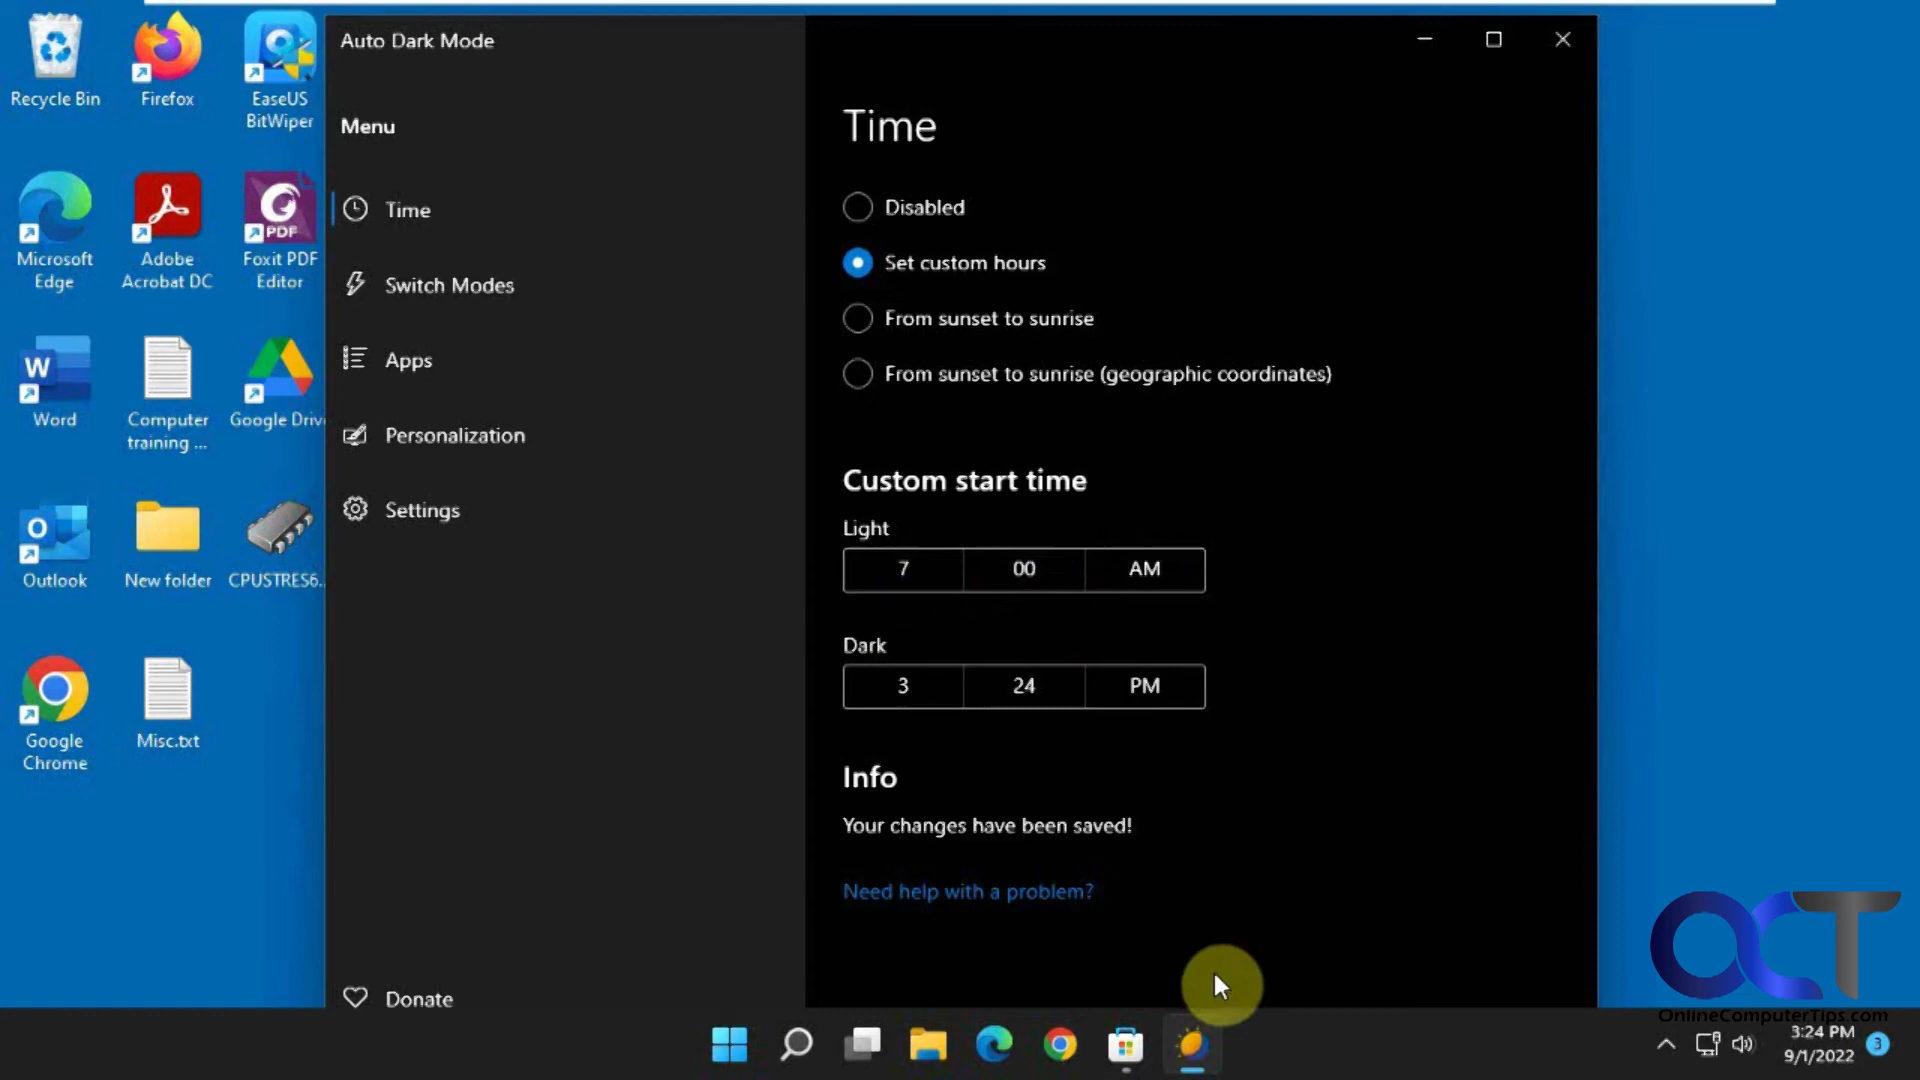 Recycle Bin
Firefox
EaseUS
BitWiper
Microsoft
Edge
Adobe
Acrobat DC
PDF
Foxit PDF
Editor
W
Word
Computer
training ...
Google Driv
O
Outlook
New folder
CPUSTRES6..
Google
Chrome
Misc.txt
Auto Dark Mode
Menu
Time
Switch Modes
Apps
Personalization
Settings
Donate
Time
Disabled
Set custom hours
From sunset to sunrise
From sunset to sunrise (geographic coordinates)
Custom start time
Light
7 00 AM
Dark
3 24 PM
Info
Your changes have been saved!
Need help with a problem?
OCT
OnlineComputerTips.com
3:24 PM
9/1/2022
3